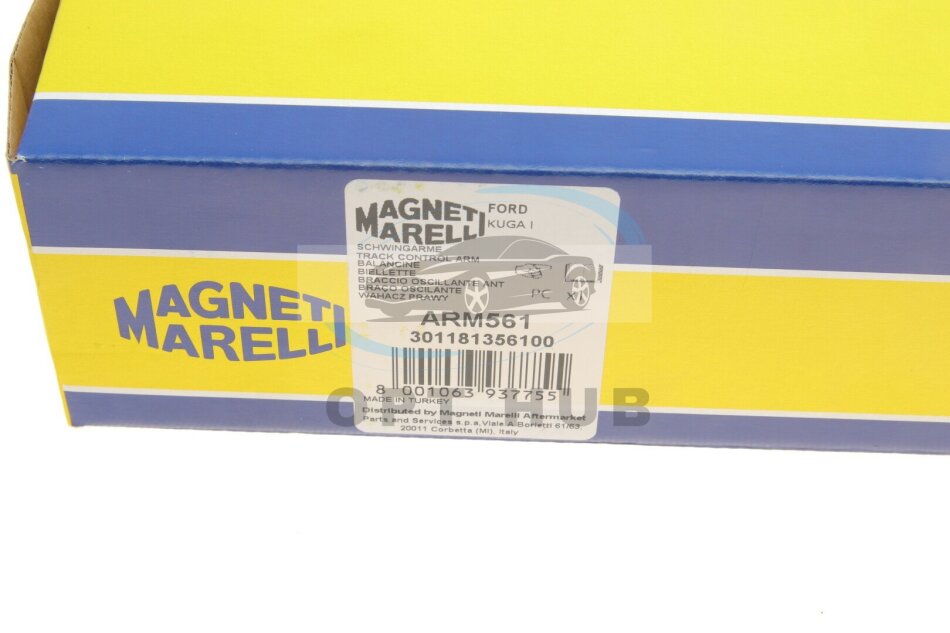 MAGNETI
MARELLI
FORD
KUGA I
SCHWINGARME
TRACK CONTROL ARM
BALANCINE
BIELLETTE
BRACCIO OSCILLANTE ANT
BRAÇO OSCILANTE
WAHACZ PRAWY
PC
ARM561
301181356100
8 001063 937755
MADE IN TURKEY
Distributed by Magneti Marelli Aftermarket
Parts and Services s.p.a, Viale A Borletti 61/63,
20011 Corbetta (MI). Italy
MAGNETI
MARELLI